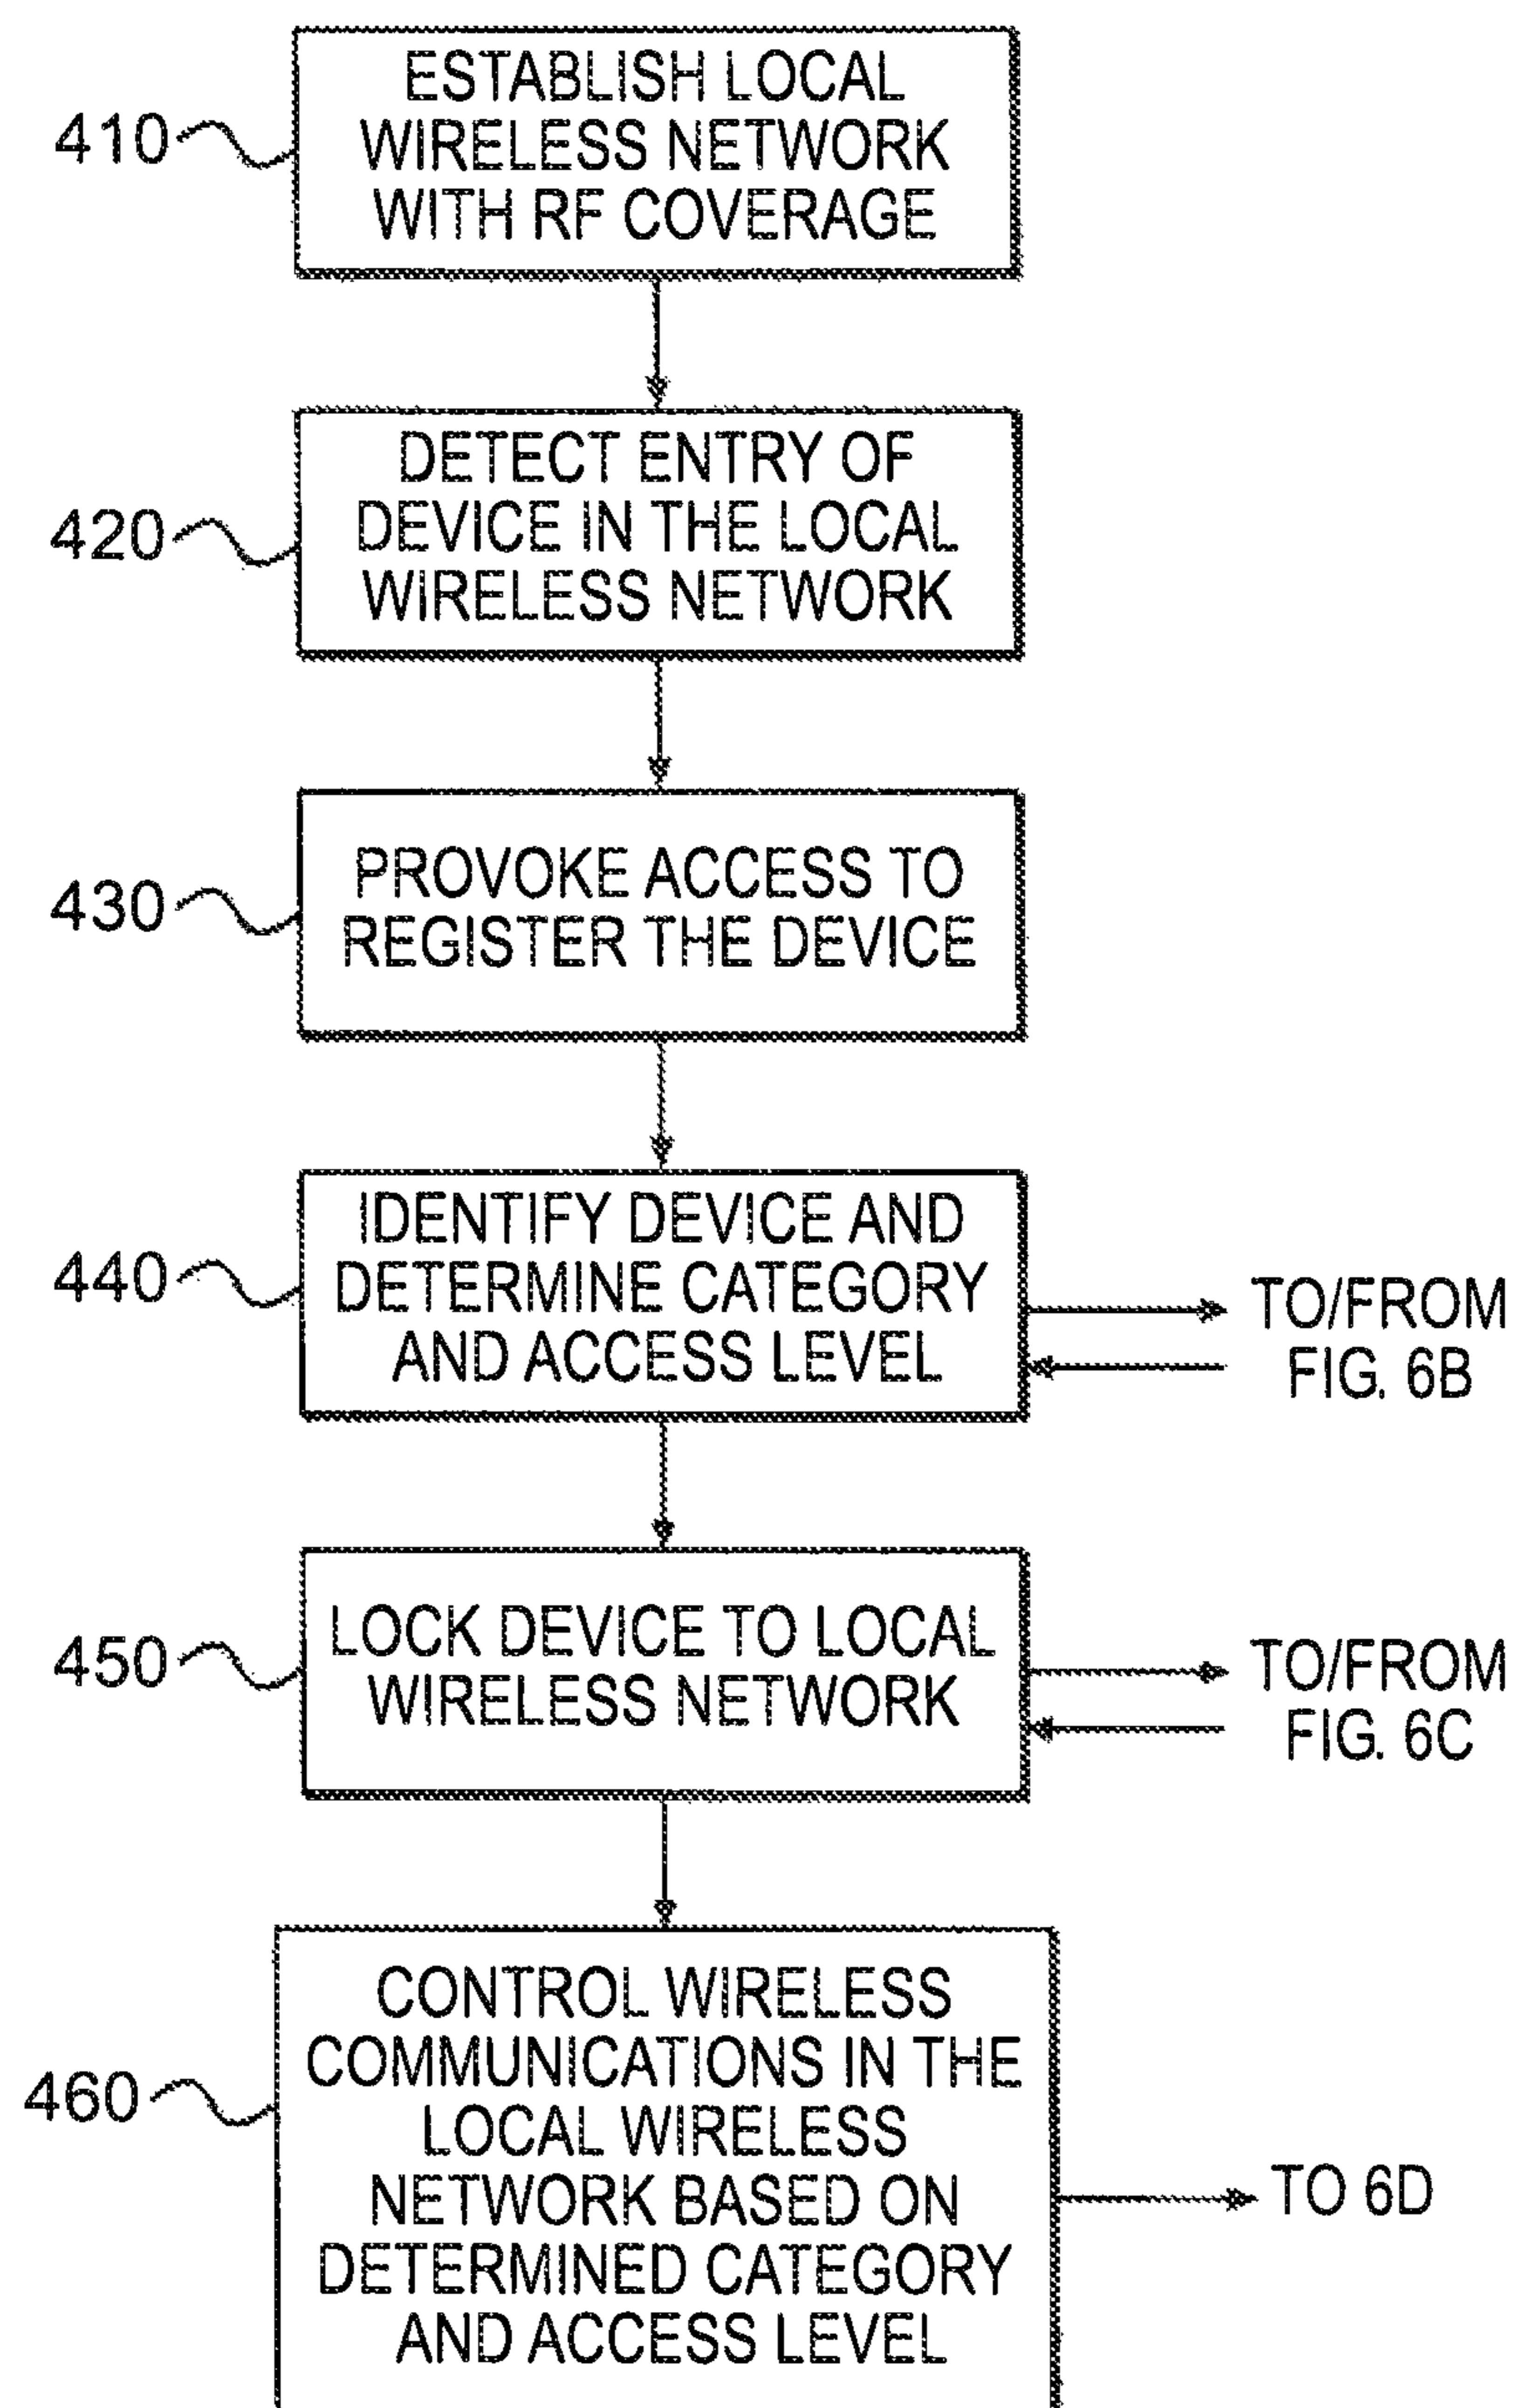 410
ESTABLISH LOCAL
WIRELESS NETWORK
WITH RF COVERAGE
420
DETECT ENTRY OF
DEVICE IN THE LOCAL
WIRELESS NETWORK
430
PROVOKE ACCESS TO
REGISTER THE DEVICE
440
IDENTIFY DEVICE AND
DETERMINE CATEGORY
AND ACCESS LEVEL
TO/FROM
FIG. 6B
450
LOCK DEVICE TO LOCAL
WIRELESS NETWORK
TO/FROM
FIG. 6C
460
CONTROL WIRELESS
COMMUNICATIONS IN THE
LOCAL WIRELESS
NETWORK BASED ON
DETERMINED CATEGORY
AND ACCESS LEVEL
TO 6D